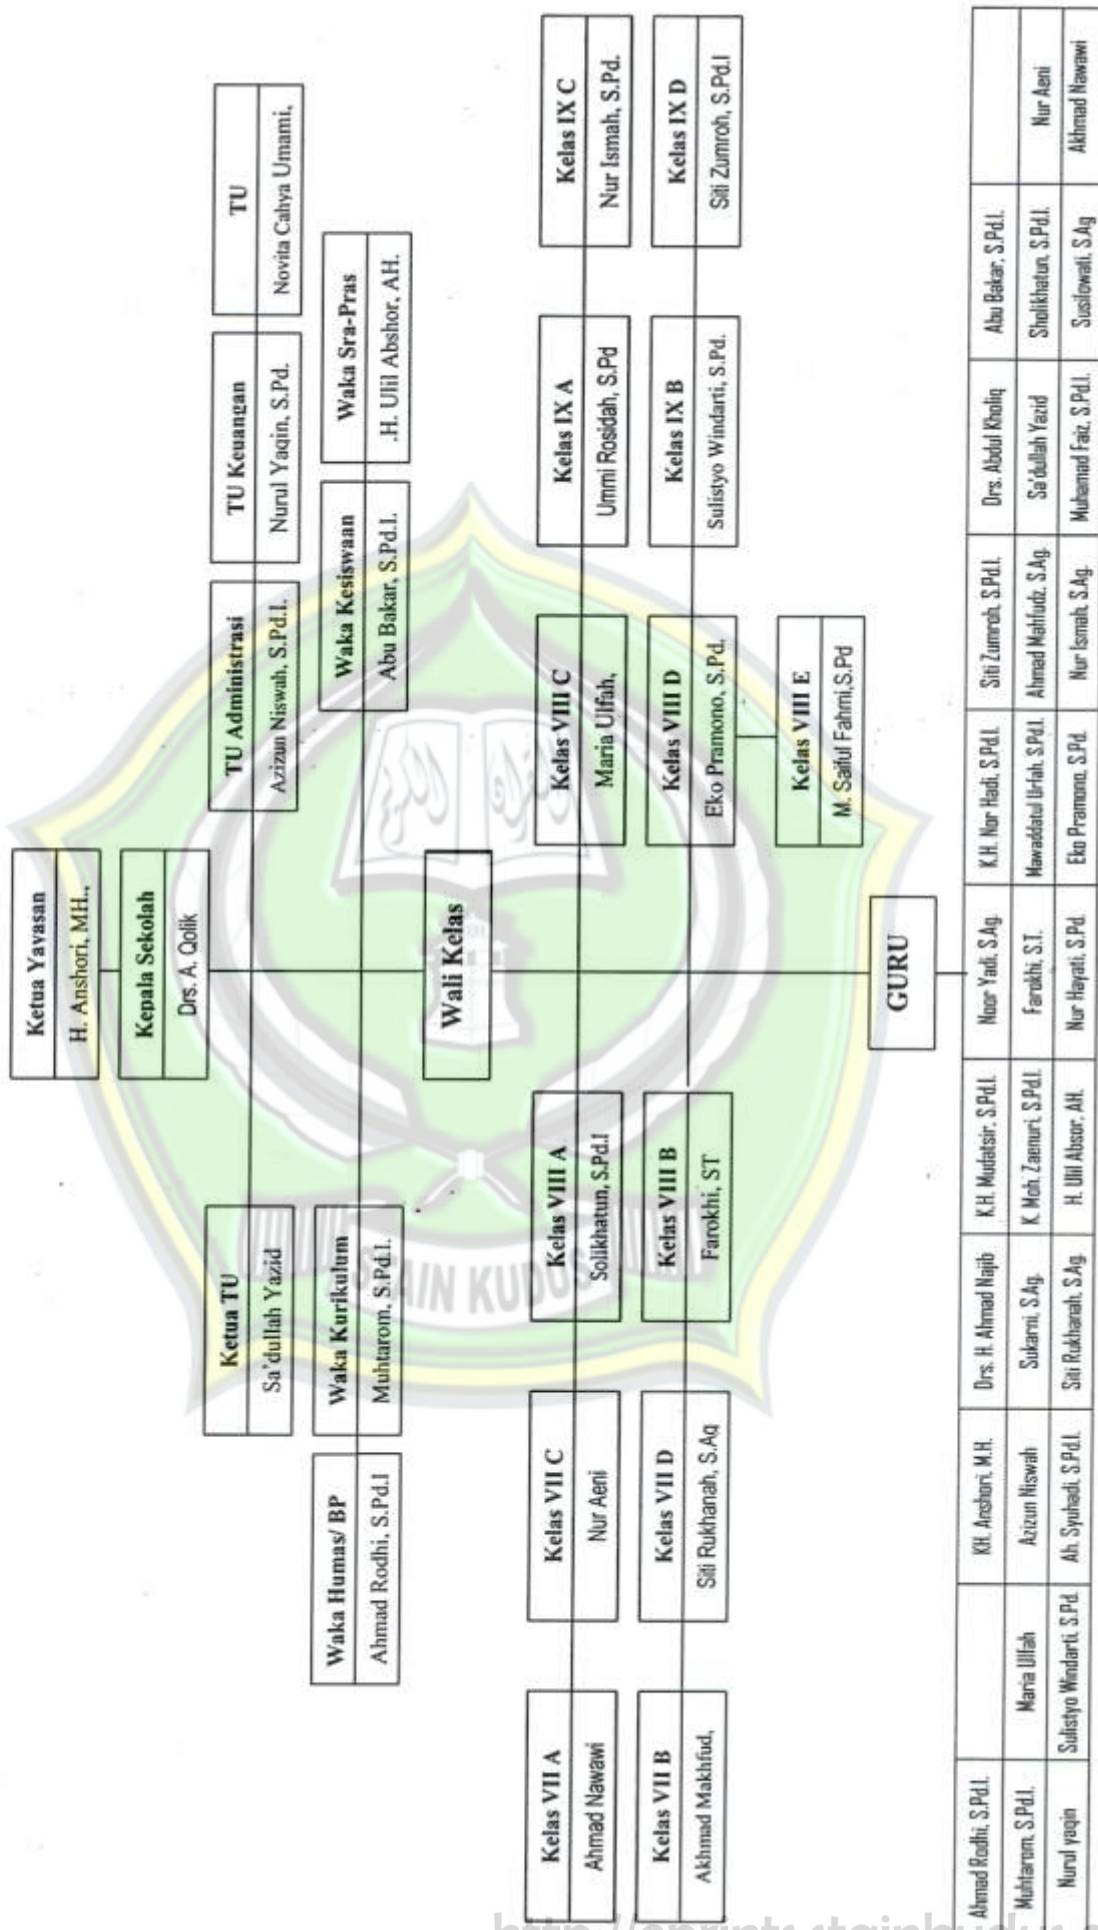 Ketua Yayasan
H. Anshori, MH.,
Kepala Sekolah
Drs. A. Qolik
Ketua TU
Sa'dullah Yazid
TU Administrasi
Azizun Niswah, S.Pd.I.
TU Keuangan
Nurul Yaqin, S.Pd.
TU
Novita Cahya Umami,
Waka Humas/ BP
Ahmad Rodhi, S.Pd.I
Waka Kurikulum
Muhtarom, S.Pd.I.
Waka Kesiswaan
Abu Bakar, S.Pd.I.
Waka Sra-Pras
.H. Ulil Abshor, AH.
Wali Kelas
Kelas VII A
Ahmad Nawawi
Kelas VII C
Nur Aeni
Kelas VIII A
Solikhatun, S.Pd.I
Kelas VIII C
Maria Ulfah,
Kelas IX A
Ummi Rosidah, S.Pd
Kelas IX C
Nur Ismah, S.Pd.
Kelas VII B
Akhmad Makhfud,
Kelas VII D
Siti Rukhanah, S.Ag
Kelas VIII B
Farokhi, ST
Kelas VIII D
Eko Pramono, S.Pd.
Kelas IX B
Sulistyo Windarti, S.Pd.
Kelas IX D
Siti Zumroh, S.Pd.I
Kelas VIII E
M. Saiful Fahmi,S.Pd
STAIN KUDUS
GURU
Ahmad Rodhi, S.Pd.I. KH. Anshori, M.H. Drs. H. Ahmad Najib K.H. Mudatsir, S.Pd.I. Noor Yadi, S.Ag. K.H. Nor Hadi, S.Pd.I. Siti Zumroh, S.Pd.I. Drs. Abdul Kholiq Abu Bakar, S.Pd.I.
Muhtarom, S.Pd.I. Maria Ulfah Azizun Niswah Sukarni, S.Ag. K. Moh. Zaenuri, S.Pd.I. Farokhi, S.T. Mawaddatul Urfah, S.Pd.I. Ahmad Mahfudz, S.Ag. Sa'dullah Yazid Sholikhatun, S.Pd.I. Nur Aeni
Nurul yaqin Sulistyo Windarti, S.Pd. Ah. Syuhadi, S.Pd.I. Siti Rukhanah, S.Ag. H. Ulil Absor, AH. Nur Hayati, S.Pd. Eko Pramono, S.Pd. Nur Ismah, S.Ag. Muhamad Faiz, S.Pd.I. Susilowati, S.Ag Akhmad Nawawi